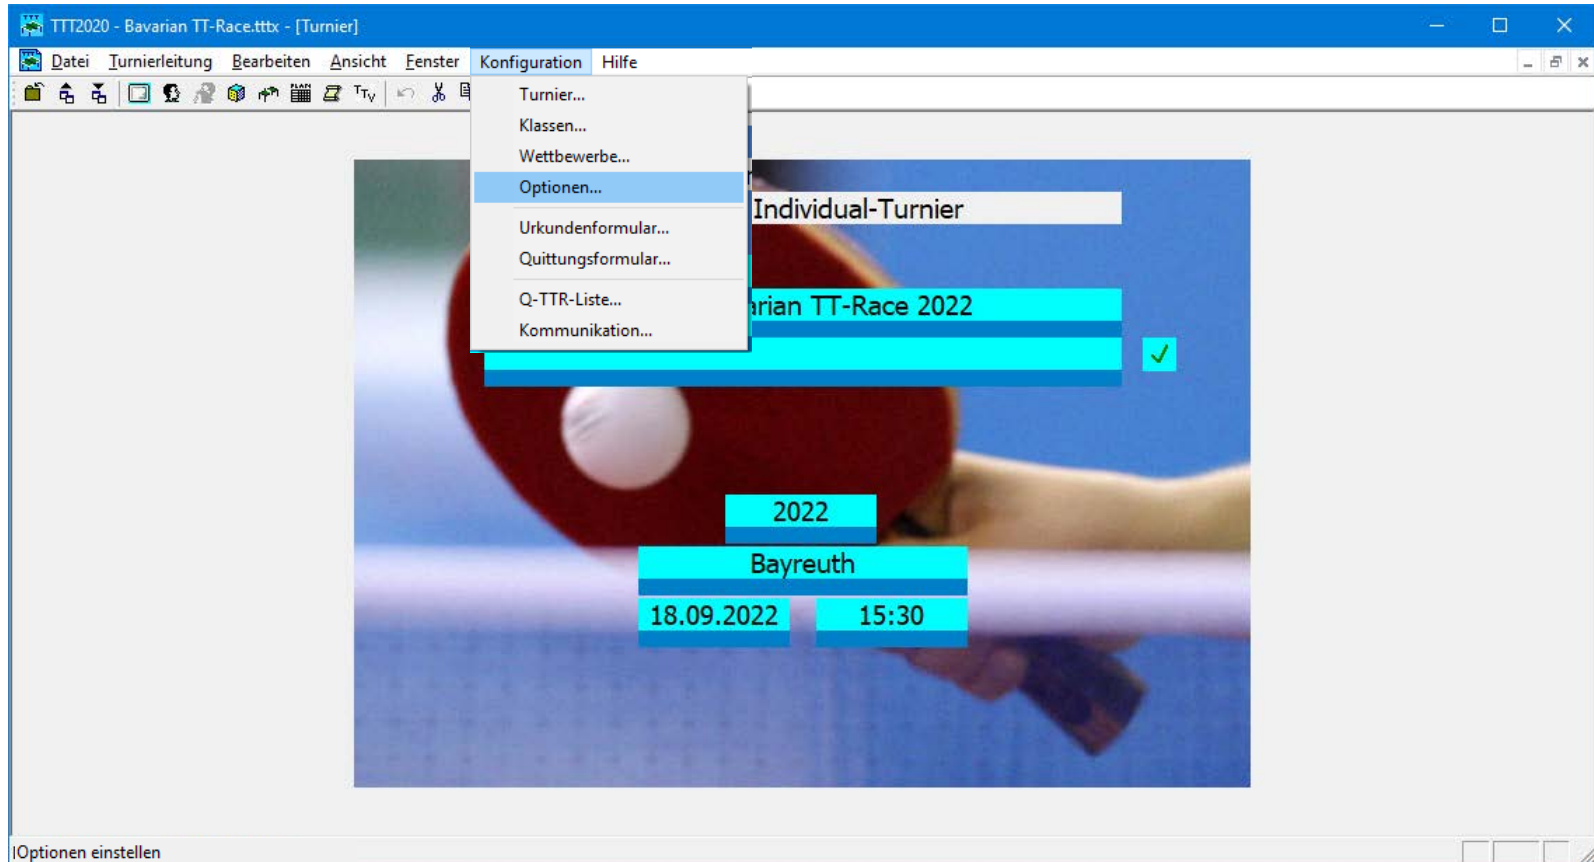 TTT2020 - Bavarian TT-Race.tttx - [Turnier]
Datei Turnierleitung Bearbeiten Ansicht Fenster Konfiguration Hilfe
Turnier...
Klassen...
Wettbewerbe...
Optionen...
Urkundenformular...
Quittungsformular...
Q-TTR-Liste...
Kommunikation...
Individual-Turnier
arian TT-Race 2022
2022
Bayreuth
18.09.2022 15:30
Optionen einstellen